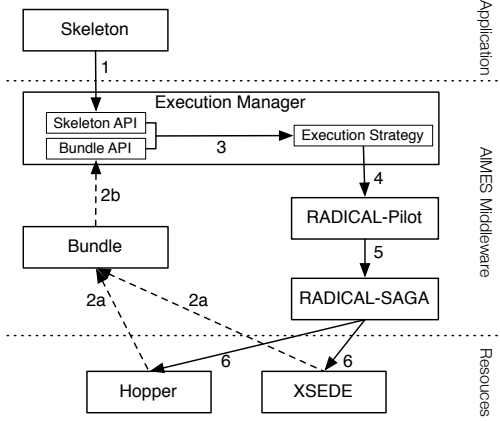 Skeleton
Application
1
Execution Manager
Skeleton API
Bundle API
3
Execution Strategy
2b
4
AIMES Middleware
RADICAL-Pilot
Bundle
5
2a
2a
RADICAL-SAGA
6
6
Hopper
XSEDE
Resouces